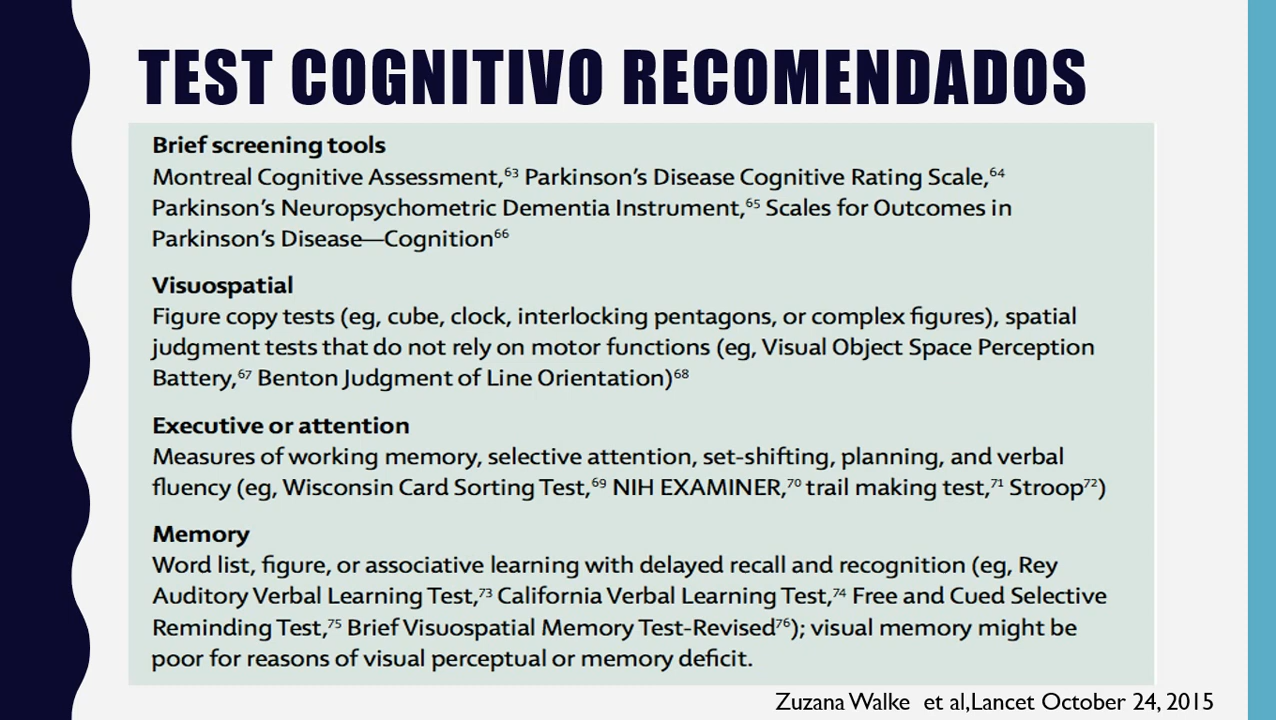 TEST COGNITIVO RECOMENDADOS
Brief screening tools
Montreal Cognitive Assessment,⁶³ Parkinson’s Disease Cognitive Rating Scale,⁶⁴
Parkinson’s Neuropsychometric Dementia Instrument,⁶⁵ Scales for Outcomes in
Parkinson’s Disease—Cognition⁶⁶
Visuospatial
Figure copy tests (eg, cube, clock, interlocking pentagons, or complex figures), spatial
judgment tests that do not rely on motor functions (eg, Visual Object Space Perception
Battery,⁶⁷ Benton Judgment of Line Orientation)⁶⁸
Executive or attention
Measures of working memory, selective attention, set-shifting, planning, and verbal
fluency (eg, Wisconsin Card Sorting Test,⁶⁹ NIH EXAMINER,⁷⁰ trail making test,⁷¹ Stroop⁷²)
Memory
Word list, figure, or associative learning with delayed recall and recognition (eg, Rey
Auditory Verbal Learning Test,⁷³ California Verbal Learning Test,⁷⁴ Free and Cued Selective
Reminding Test,⁷⁵ Brief Visuospatial Memory Test-Revised⁷⁶); visual memory might be
poor for reasons of visual perceptual or memory deficit.
Zuzana Walke et al,Lancet October 24, 2015